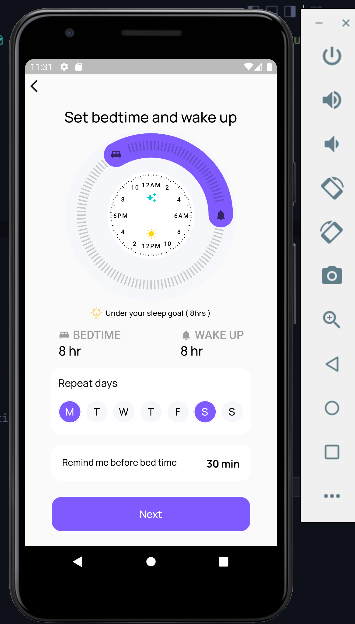 11:31
Set bedtime and wake up
12AM
10 2
8 4
6PM 6AM
4 8
2 10
12PM
Under your sleep goal ( 8hrs )
BEDTIME WAKE UP
8 hr 8 hr
Repeat days
M T W T F S S
Remind me before bed time 30 min
Next